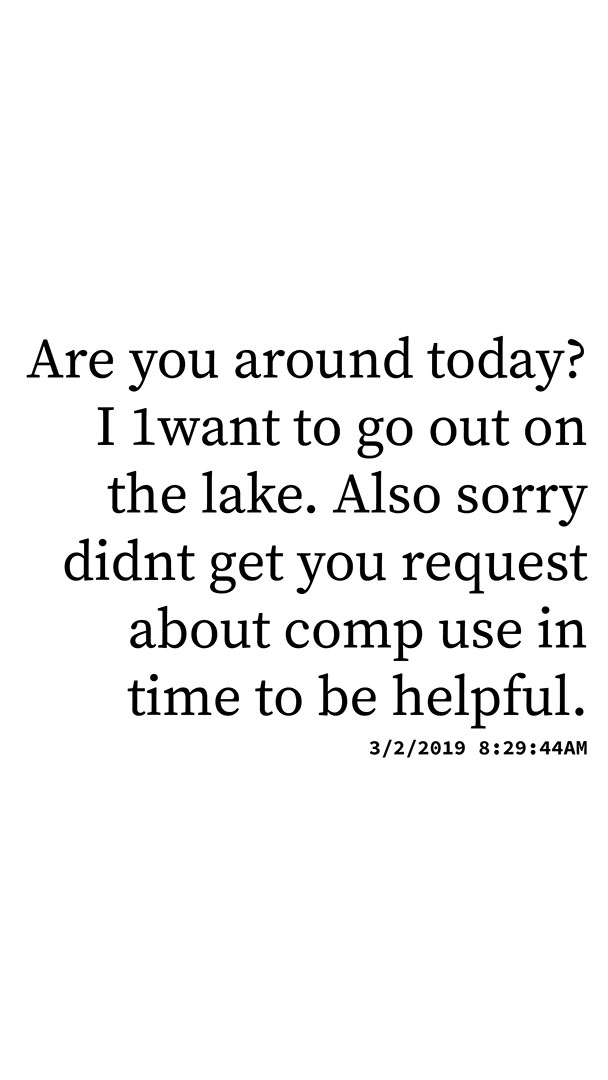 Are you around today?
I 1want to go out on
the lake. Also sorry
didnt get you request
about comp use in
time to be helpful.
3/2/2019 8:29:44AM